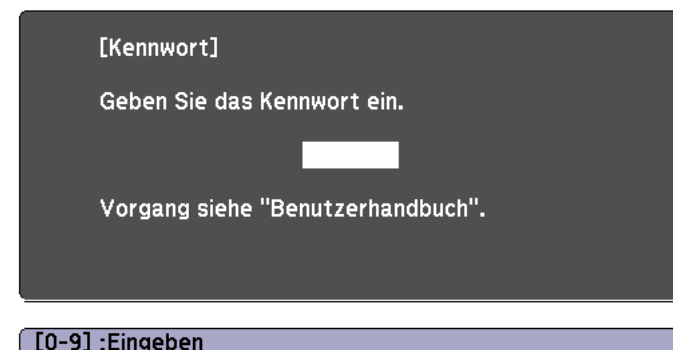 [Kennwort]
Geben Sie das Kennwort ein.
Vorgang siehe "Benutzerhandbuch".
[0-9] :Eingeben